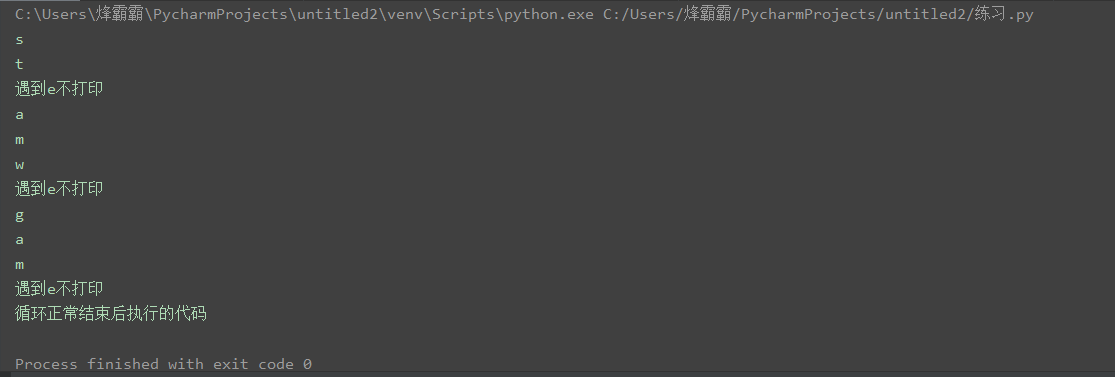 C:\Users\烽霸霸\PycharmProjects\untitled2\venv\Scripts\python.exe C:/Users/烽霸霸/PycharmProjects/untitled2/练习.py
s
t
遇到e不打印
a
m
w
遇到e不打印
g
a
m
遇到e不打印
循环正常结束后执行的代码
Process finished with exit code 0